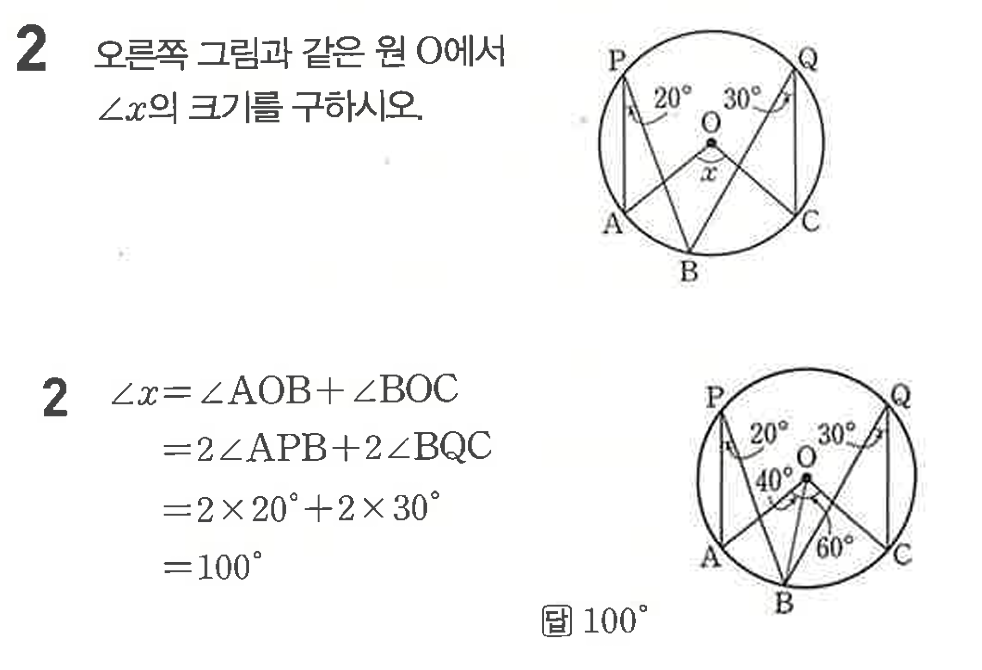 2 오른쪽 그림과 같은 원 O에서
∠x의 크기를 구하시오.
P
Q
20°
30°
O
x
A
C
B
2 ∠x=∠AOB+∠BOC
=2∠APB+2∠BQC
=2×20°+2×30°
=100°
P
Q
20°
30°
O
40°
60°
A
C
B
답 100°